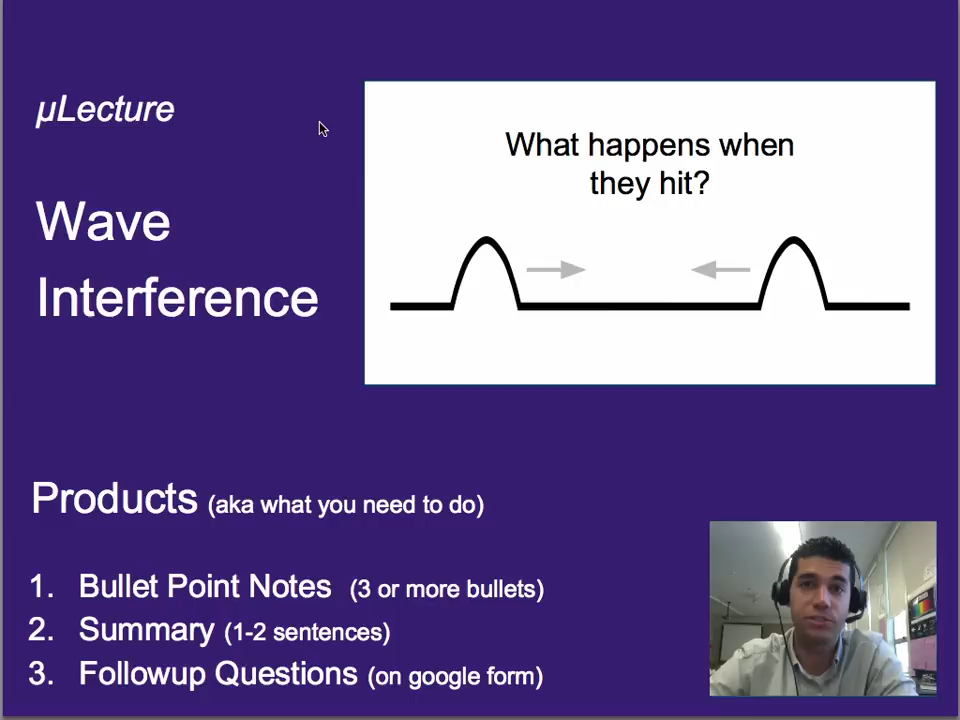 µLecture
Wave
Interference
What happens when
they hit?
Products (aka what you need to do)
1. Bullet Point Notes (3 or more bullets)
2. Summary (1-2 sentences)
3. Followup Questions (on google form)